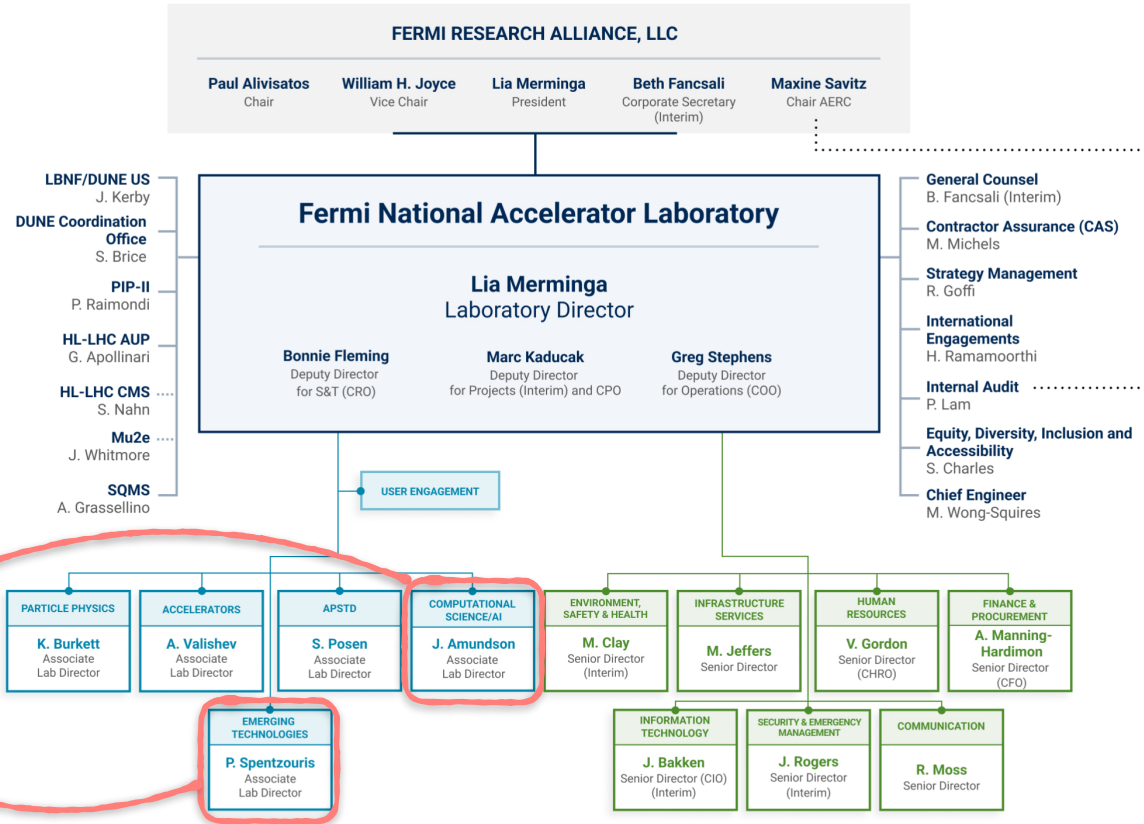 FERMI RESEARCH ALLIANCE, LLC
Paul Alivisatos
Chair
William H. Joyce
Vice Chair
Lia Merminga
President
Beth Fancsali
Corporate Secretary
(Interim)
Maxine Savitz
Chair AERC
LBNF/DUNE US
J. Kerby
DUNE Coordination
Office
S. Brice
PIP-II
P. Raimondi
HL-LHC AUP
G. Apollinari
HL-LHC CMS
S. Nahn
Mu2e
J. Whitmore
SQMS
A. Grassellino
Fermi National Accelerator Laboratory
Lia Merminga
Laboratory Director
Bonnie Fleming
Deputy Director
for S&T (CRO)
Marc Kaducak
Deputy Director
for Projects (Interim) and CPO
Greg Stephens
Deputy Director
for Operations (COO)
General Counsel
B. Fancsali (Interim)
Contractor Assurance (CAS)
M. Michels
Strategy Management
R. Goffi
International
Engagements
H. Ramamoorthi
Internal Audit
P. Lam
Equity, Diversity, Inclusion and
Accessibility
S. Charles
Chief Engineer
M. Wong-Squires
USER ENGAGEMENT
PARTICLE PHYSICS
K. Burkett
Associate
Lab Director
ACCELERATORS
A. Valishev
Associate
Lab Director
APSTD
S. Posen
Associate
Lab Director
COMPUTATIONAL
SCIENCE/AI
J. Amundson
Associate
Lab Director
ENVIRONMENT,
SAFETY & HEALTH
M. Clay
Senior Director
(Interim)
INFRASTRUCTURE
SERVICES
M. Jeffers
Senior Director
HUMAN
RESOURCES
V. Gordon
Senior Director
(CHRO)
FINANCE &
PROCUREMENT
A. Manning-
Hardimon
Senior Director
(CFO)
EMERGING
TECHNOLOGIES
P. Spentzouris
Associate
Lab Director
INFORMATION
TECHNOLOGY
J. Bakken
Senior Director (CIO)
(Interim)
SECURITY & EMERGENCY
MANAGEMENT
J. Rogers
Senior Director
(Interim)
COMMUNICATION
R. Moss
Senior Director